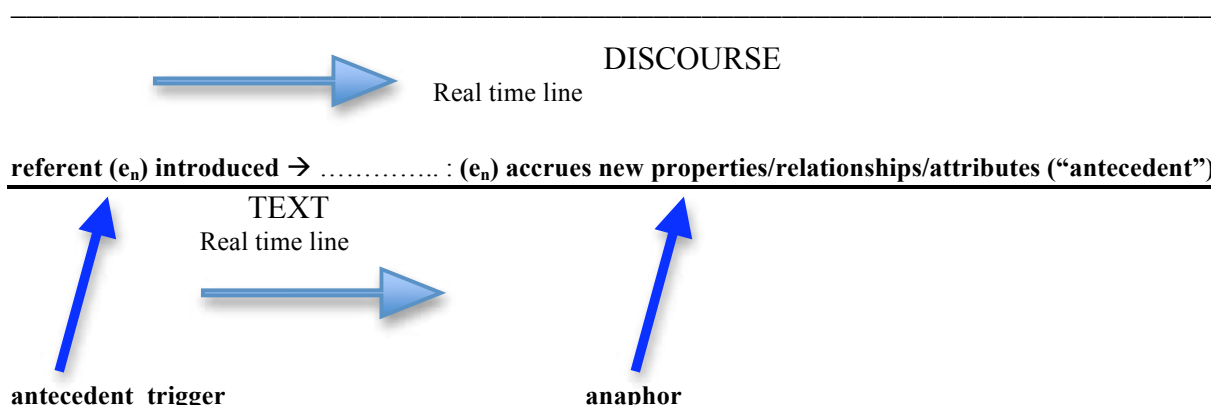 DISCOURSE
Real time line
referent (eₙ) introduced → ………….. : (eₙ) accrues new properties/relationships/attributes (“antecedent”)
TEXT
Real time line
antecedent trigger anaphor